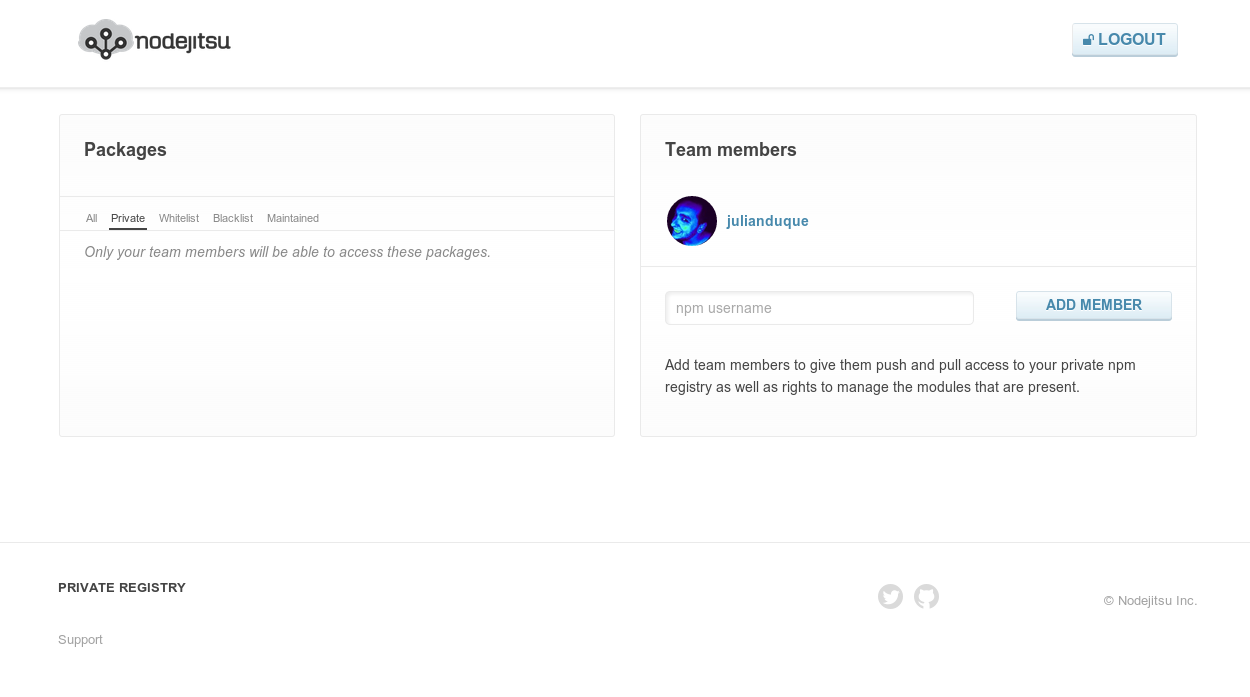 nodejitsu
LOGOUT
Packages
All Private Whitelist Blacklist Maintained
Only your team members will be able to access these packages.
Team members
julianduque
npm username
ADD MEMBER
Add team members to give them push and pull access to your private npm
registry as well as rights to manage the modules that are present.
PRIVATE REGISTRY
Support
© Nodejitsu Inc.